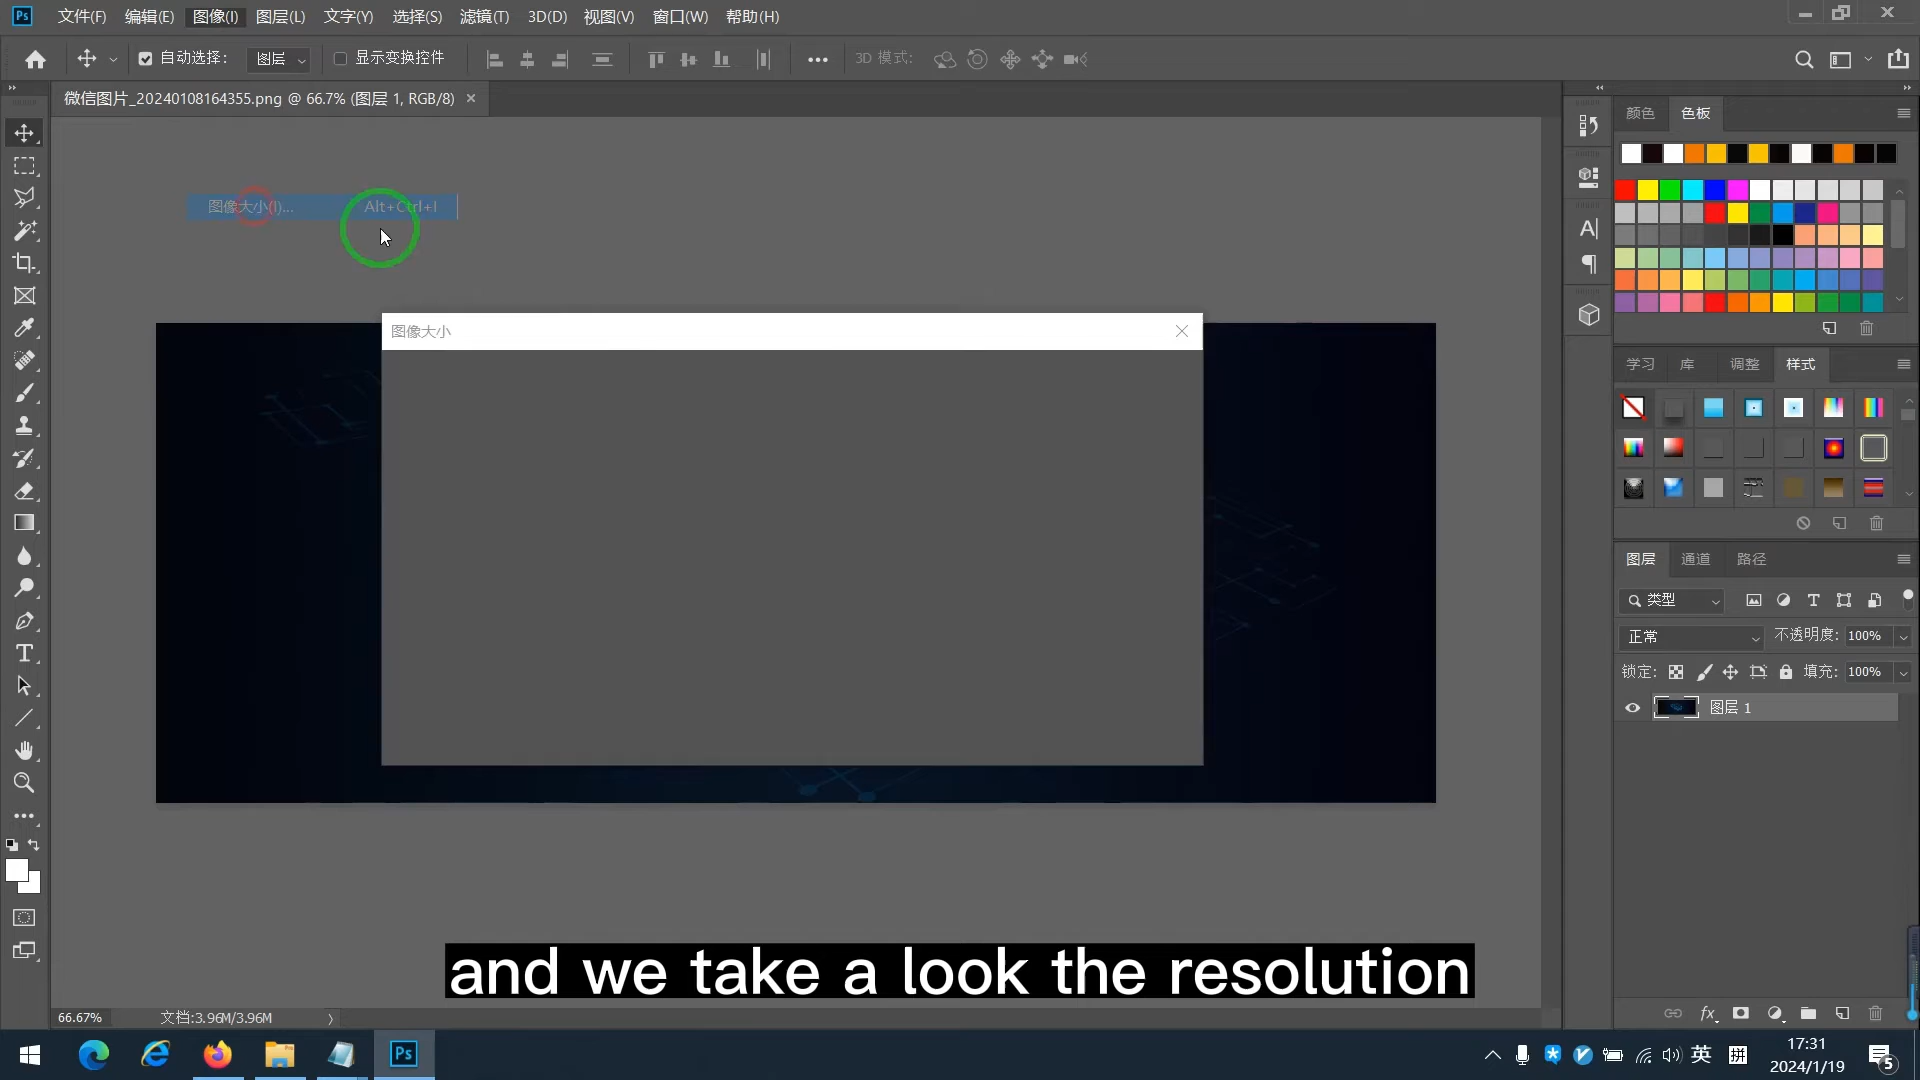 Ps 文件(F) 编辑(E) 图像(I) 图层(L) 文字(Y) 选择(S) 滤镜(T) 3D(D) 视图(V) 窗口(W) 帮助(H)
自动选择: 图层 显示变换控件 3D 模式:
微信图片_20240108164355.png @ 66.7% (图层 1, RGB/8)
颜色 色板
图像大小(I)... Alt+Ctrl+I
图像大小
学习 库 调整 样式
图层 通道 路径
类型
正常 不透明度: 100%
锁定: 填充: 100%
图层 1
and we take a look the resolution
66.67% 文档:3.96M/3.96M
Ps
英 拼
17:31
2024/1/19
5